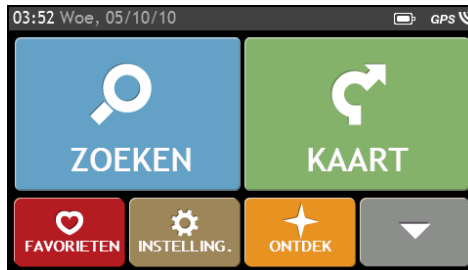 03:52 Woe, 05/10/10 GPS
ZOEKEN KAART
FAVORIETEN INSTELLING. ONTDEK